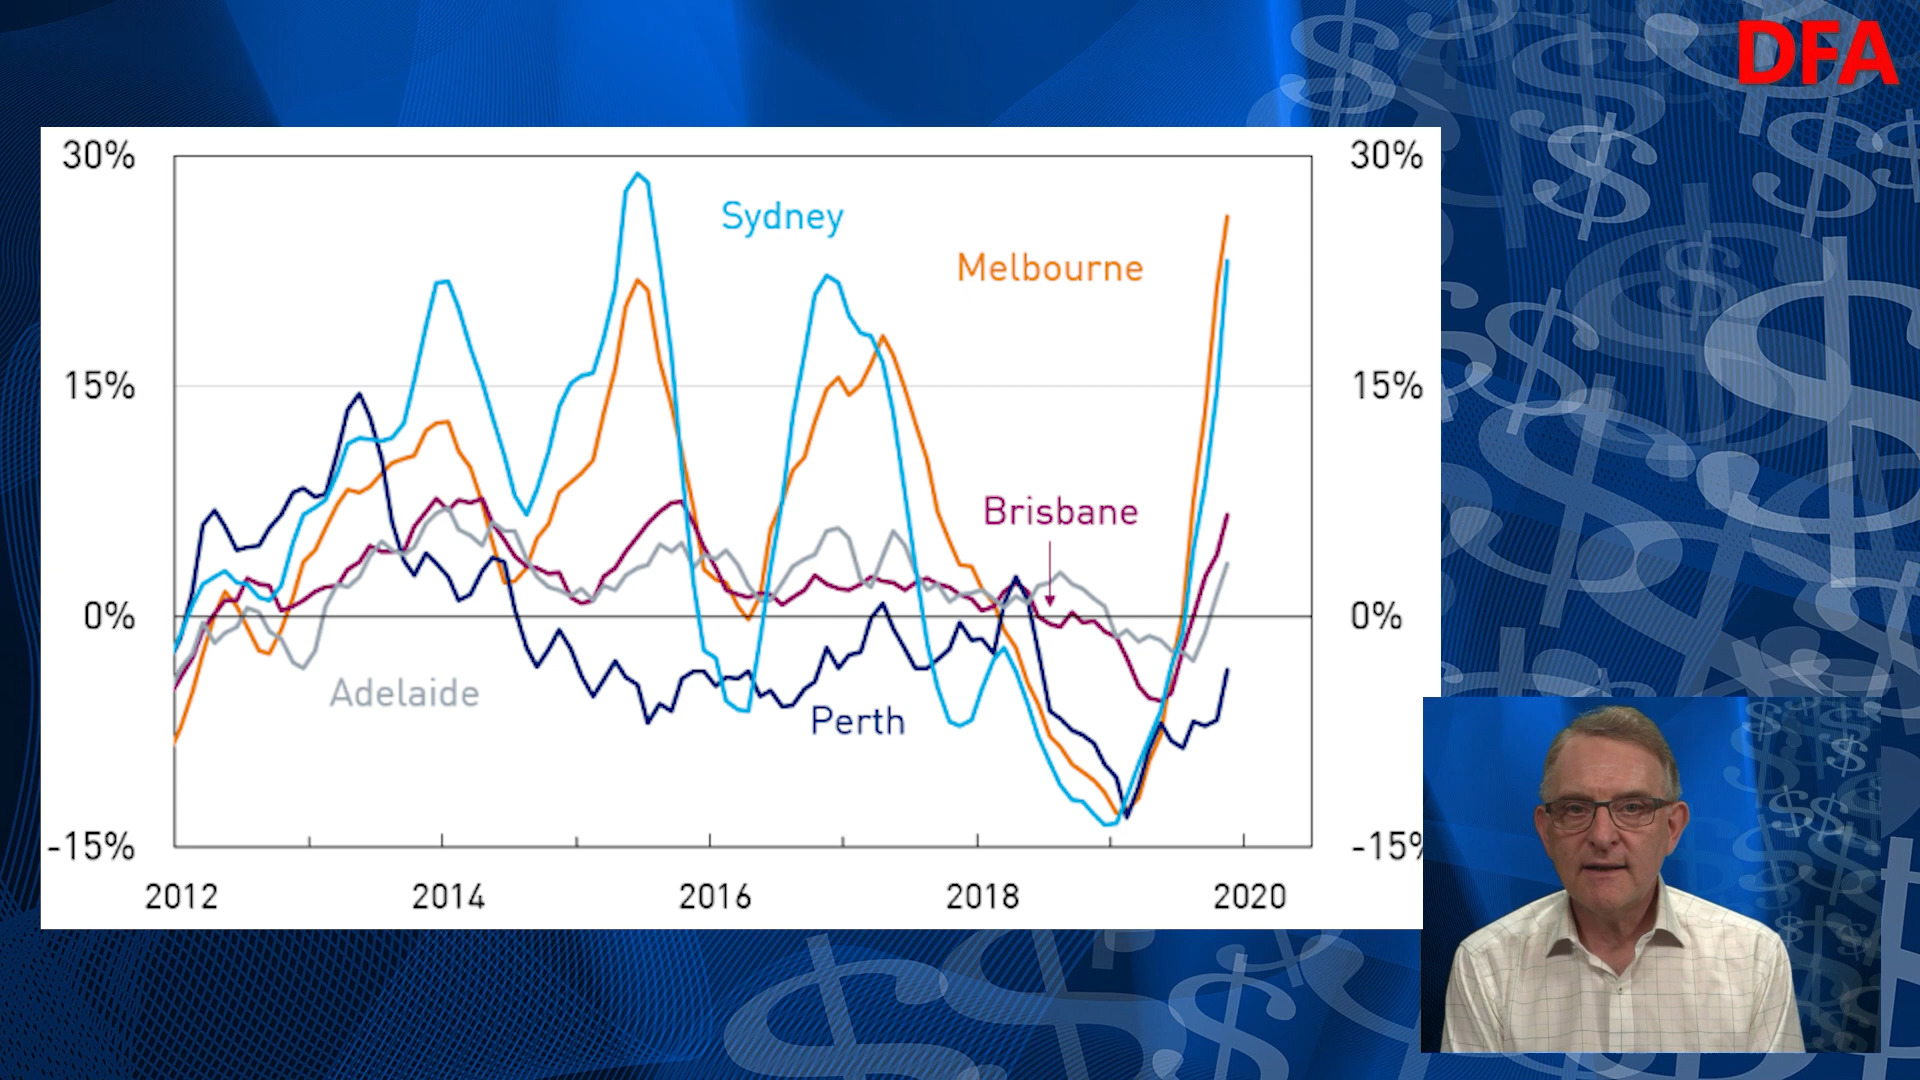 DFA
30%
30%
Sydney
Melbourne
15%
15%
Brisbane
0%
0%
Adelaide
Perth
-15%
-15%
2012
2014
2016
2018
2020